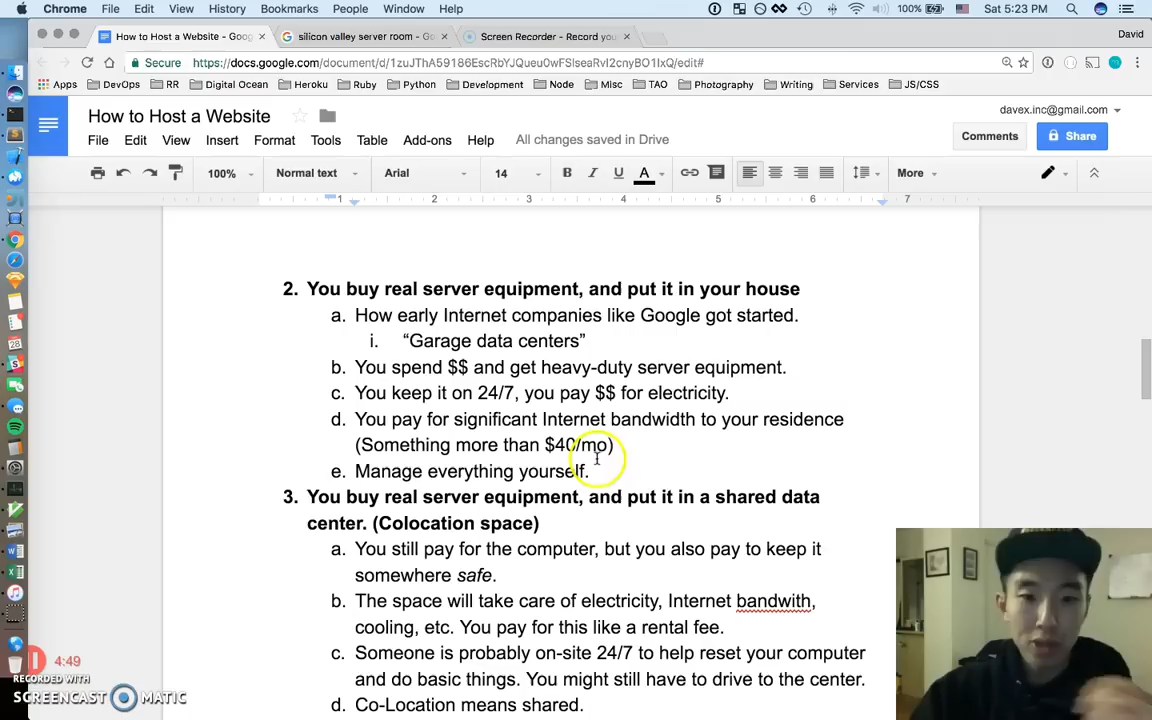 Chrome File Edit View History Bookmarks People Window Help 100% Sat 5:23 PM
How to Host a Website - Goog silicon valley server room - Go Screen Recorder - Record you David
Secure https://docs.google.com/document/d/1zuJThA59186EscRbYJQueu0wFSIseaRvI2cnyBO1IxQ/edit#
Apps DevOps RR Digital Ocean Heroku Ruby Python Development Node Misc TAO Photography Writing Services JS/CSS
How to Host a Website davex.inc@gmail.com
File Edit View Insert Format Tools Table Add-ons Help All changes saved in Drive Comments Share
100% Normal text Arial 14 B I U A More
1 2 3 4 5 6 7
2. You buy real server equipment, and put it in your house
a. How early Internet companies like Google got started.
i. “Garage data centers”
b. You spend $$ and get heavy-duty server equipment.
c. You keep it on 24/7, you pay $$ for electricity.
d. You pay for significant Internet bandwidth to your residence
(Something more than $40/mo)
e. Manage everything yourself.
3. You buy real server equipment, and put it in a shared data
center. (Colocation space)
a. You still pay for the computer, but you also pay to keep it
somewhere safe.
b. The space will take care of electricity, Internet bandwith,
cooling, etc. You pay for this like a rental fee.
c. Someone is probably on-site 24/7 to help reset your computer
and do basic things. You might still have to drive to the center.
d. Co-Location means shared.
4:49
RECORDED WITH
SCREENCAST MATIC